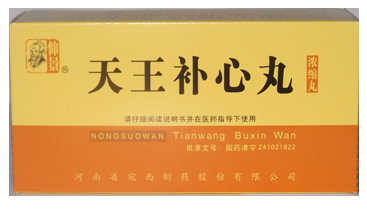 仲景®
天王补心丸
浓缩丸
请仔细阅读说明书并在医师指导下使用
NONGSUOWAN Tianwang Buxin Wan
批准文号：国药准字Z41021822
河南省宛西制药股份有限公司